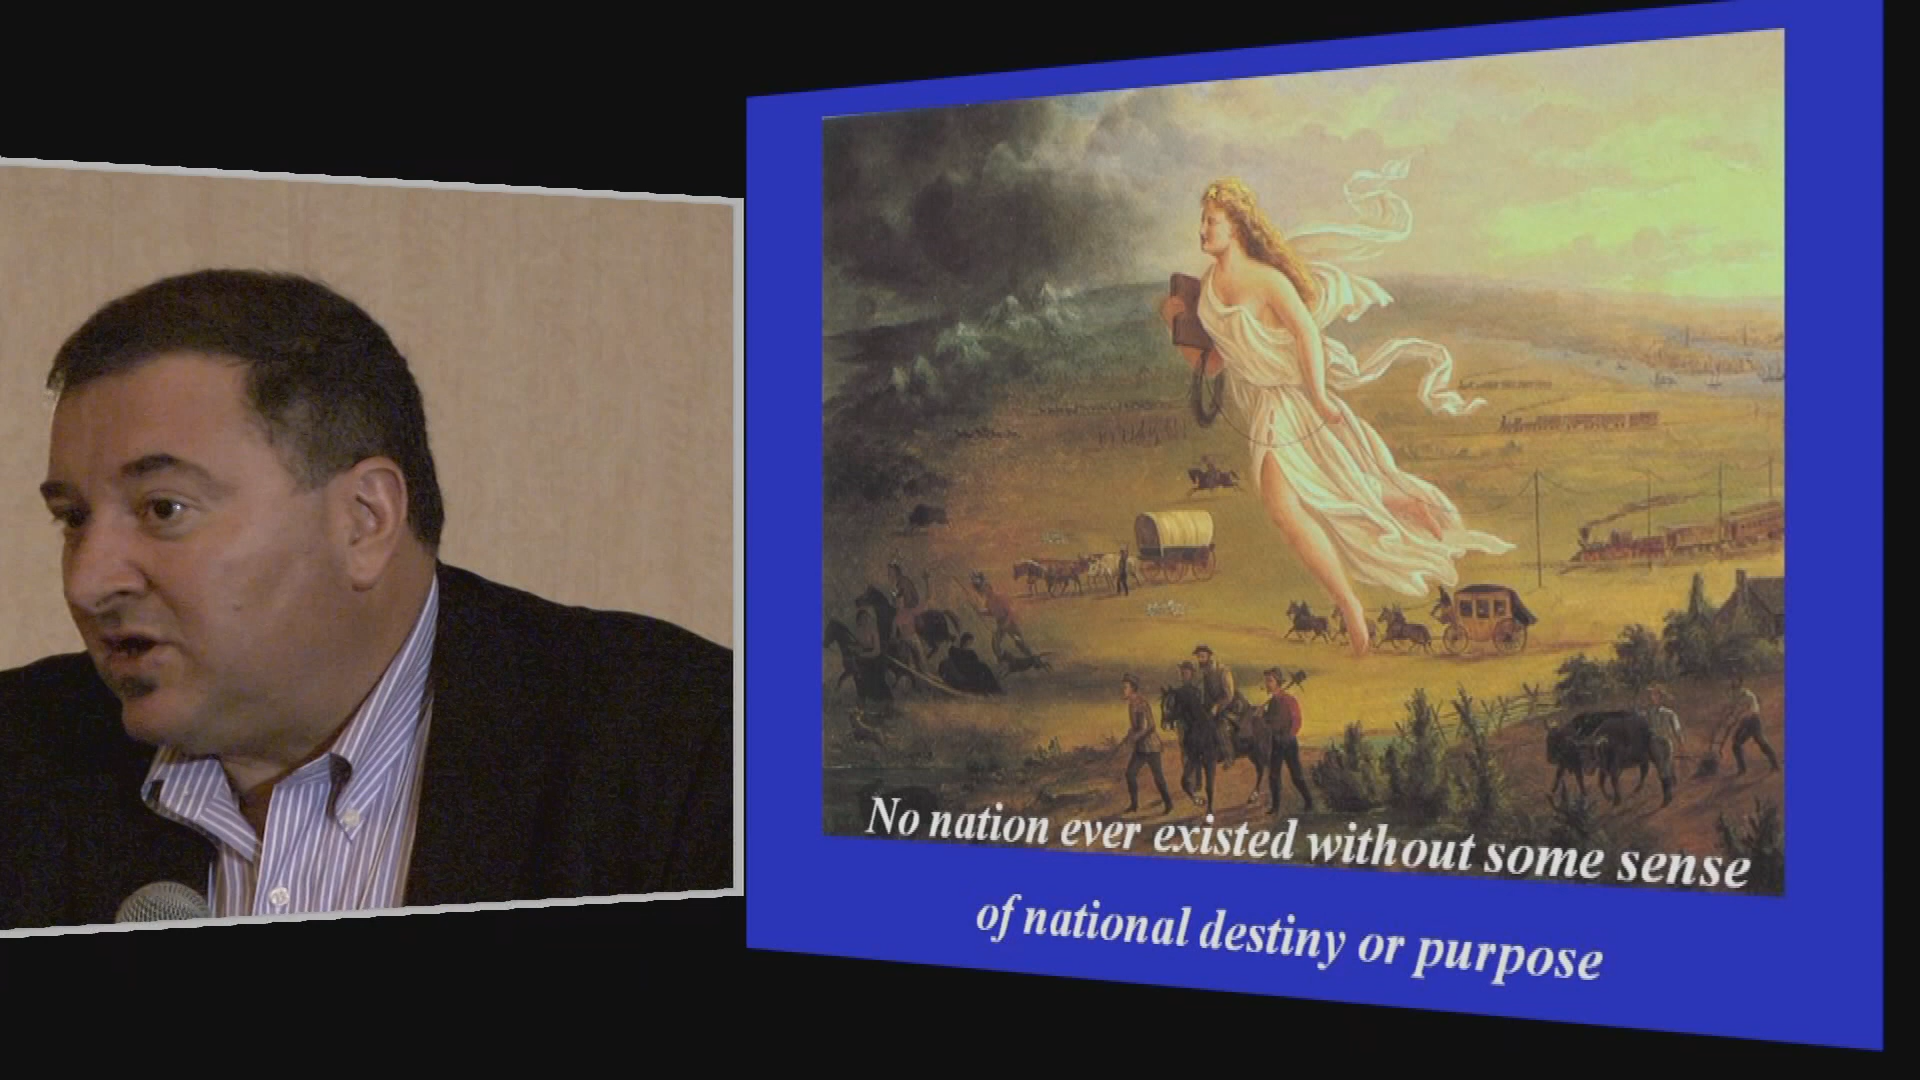 No nation ever existed without some sense
of national destiny or purpose